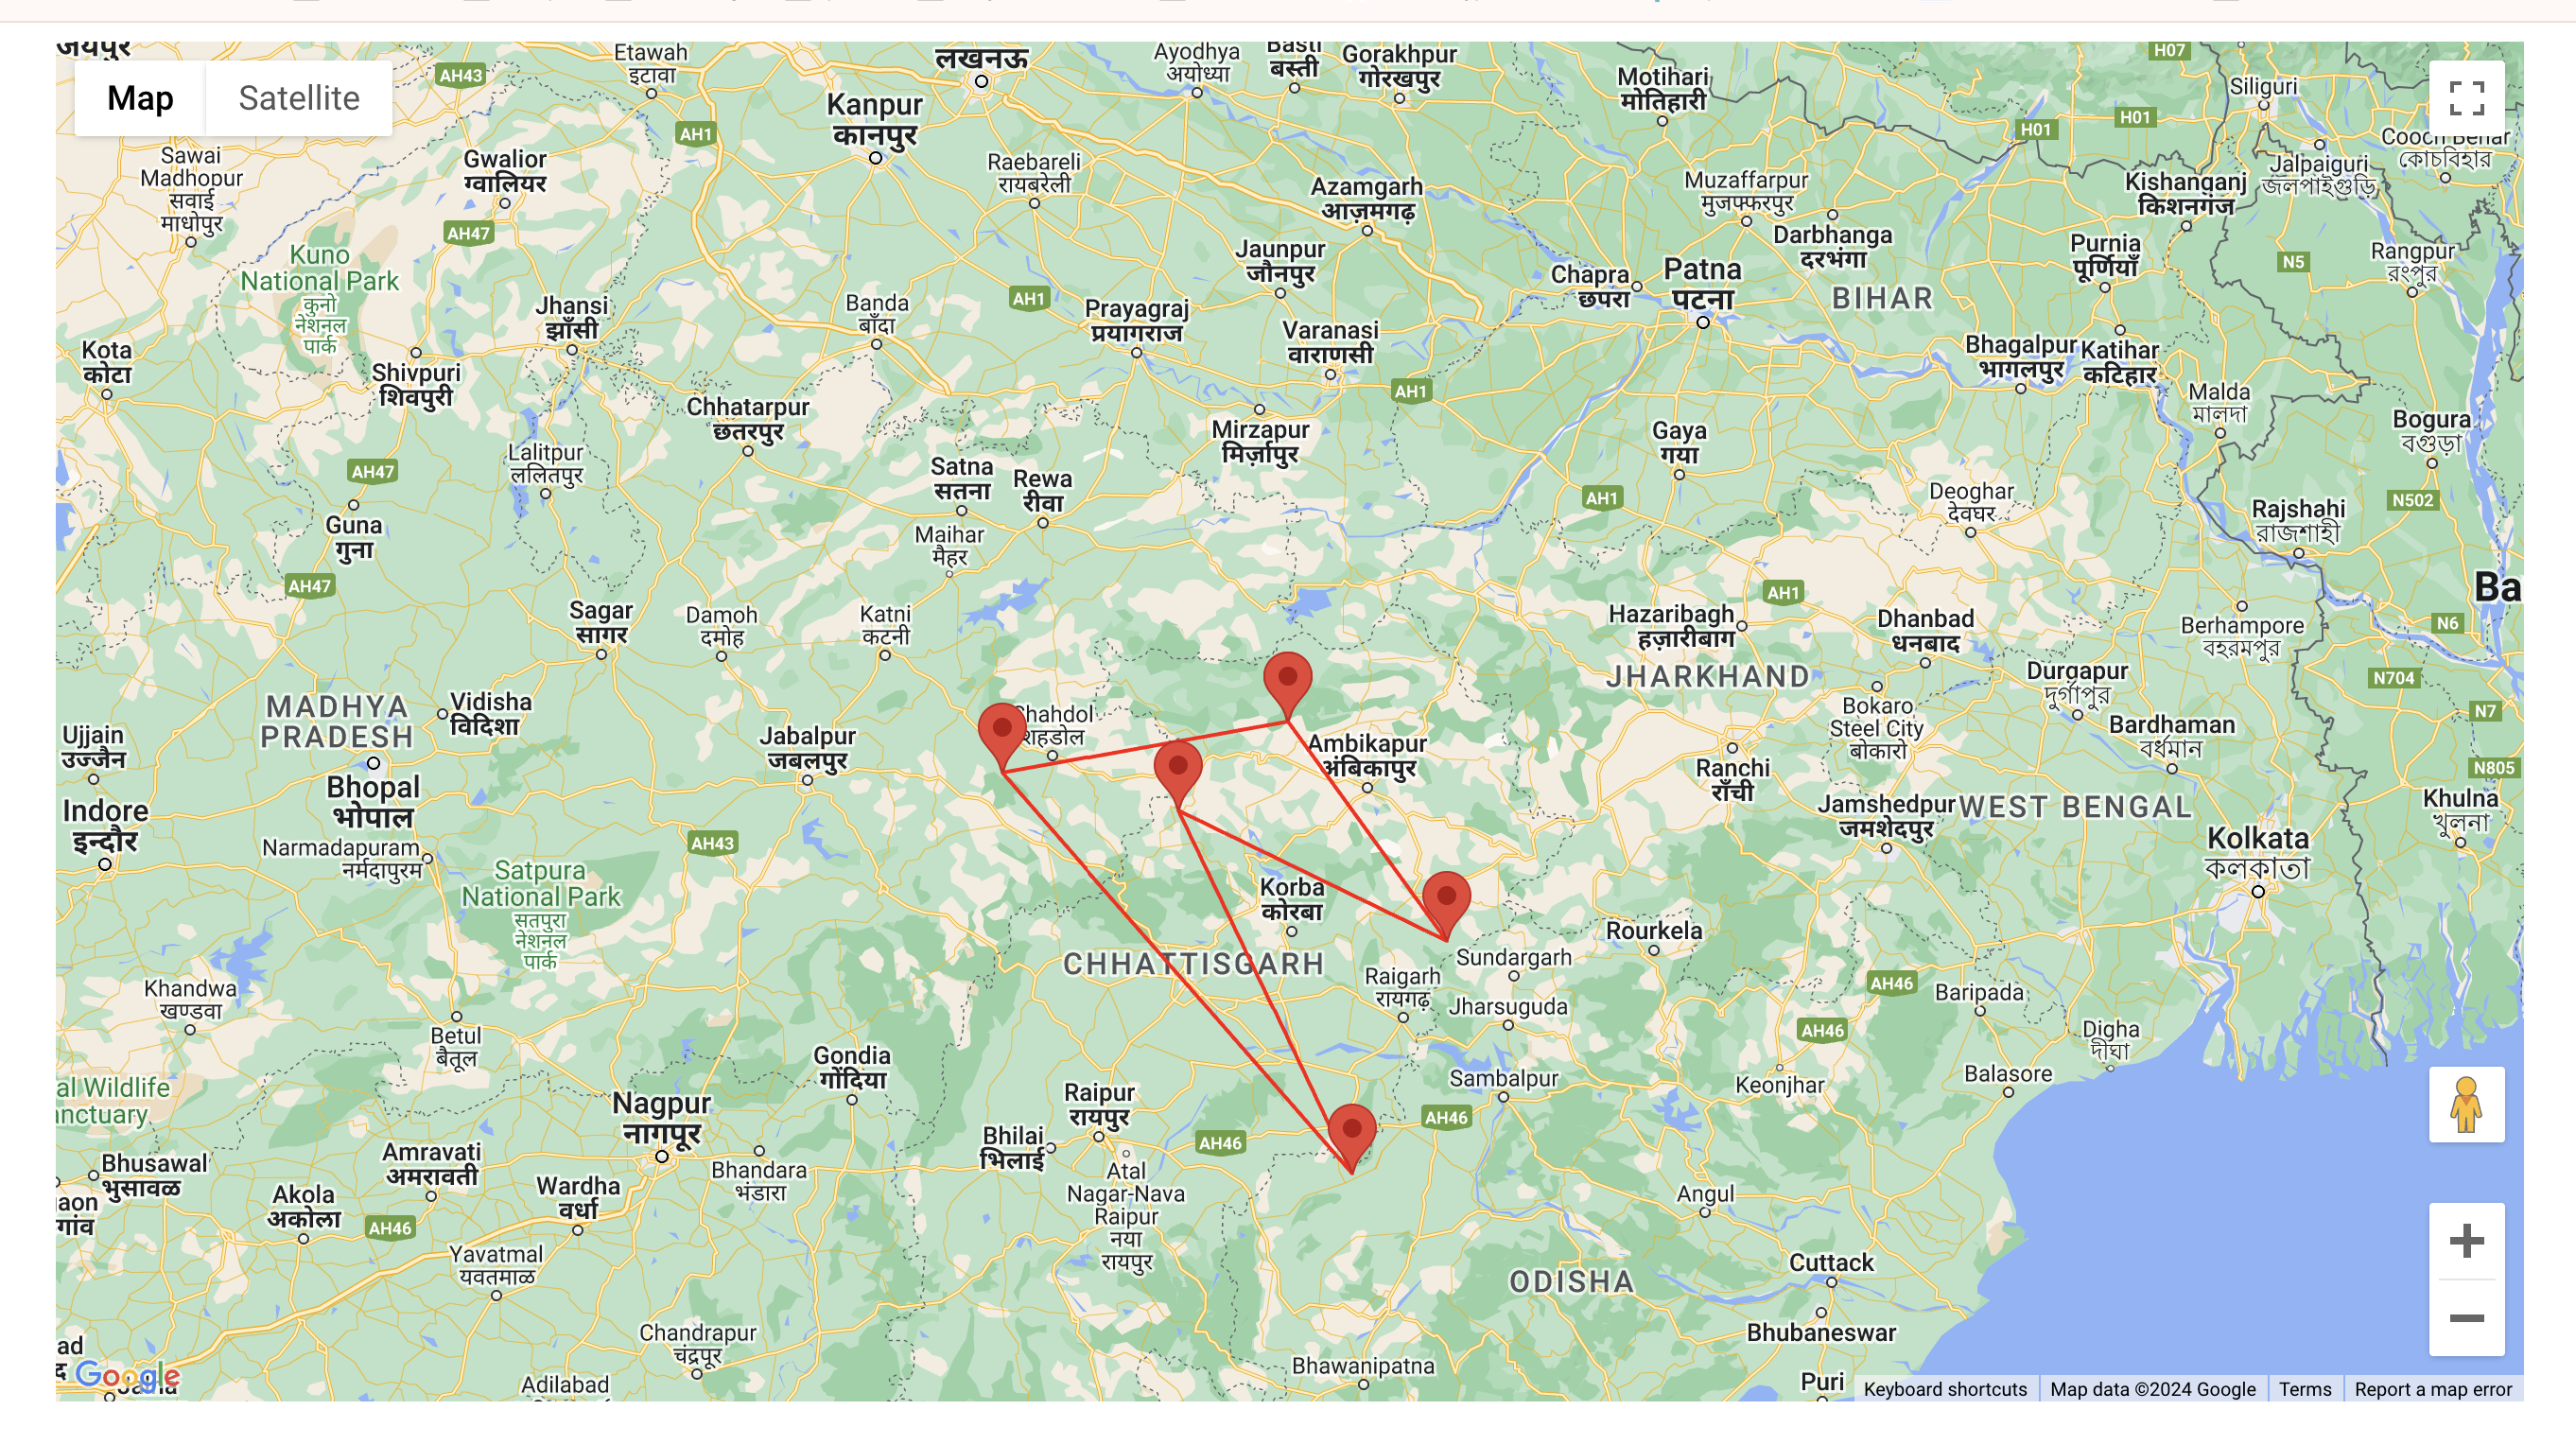 जयपुर
Map
Satellite
AH43
Etawah
इटावा
लखनऊ
Ayodhya
अयोध्या
Basti
बस्ती
Gorakhpur
गोरखपुर
Motihari
मोतिहारी
H07
Siliguri
Kanpur
कानपुर
AH1
H01
H01
Cooch Behar
কোচবিহার
Sawai
Madhopur
सवाई
माधोपुर
Gwalior
ग्वालियर
Raebareli
रायबरेली
Azamgarh
आज़मगढ़
Muzaffarpur
मुजफ्फरपुर
Kishanganj
किशनगंज
Jalpaiguri
জলপাইগুড়ি
AH47
Kuno
National Park
कुनो
नेशनल
पार्क
Jaunpur
जौनपुर
Darbhanga
दरभंगा
Purnia
पूर्णियाँ
N5
Rangpur
রংপুর
Chapra
छपरा
Patna
पटना
BIHAR
Jhansi
झाँसी
Banda
बाँदा
AH1
Prayagraj
प्रयागराज
Varanasi
वाराणसी
Kota
कोटा
Shivpuri
शिवपुरी
Bhagalpur
भागलपुर
Katihar
कटिहार
AH1
Malda
মালদা
Chhatarpur
छतरपुर
Mirzapur
मिर्ज़ापुर
Gaya
गया
Bogura
বগুড়া
Lalitpur
ललितपुर
AH47
Satna
सतना
Rewa
रीवा
AH1
Deoghar
देवघर
N502
Rajshahi
রাজশাহী
Guna
गुना
Maihar
मैहर
AH47
AH1
Ba
Sagar
सागर
Damoh
दमोह
Katni
कटनी
Hazaribagh
हज़ारीबाग
Dhanbad
धनबाद
Berhampore
বহরমপুর
N6
JHARKHAND
Durgapur
দুর্গাপুর
N704
MADHYA
PRADESH
Vidisha
विदिशा
Shahdol
शहडोल
Bokaro
Steel City
बोकारो
N7
Bardhaman
বর্ধমান
Ujjain
उज्जैन
Jabalpur
जबलपुर
Ambikapur
अंबिकापुर
Ranchi
राँची
N805
Bhopal
भोपाल
Indore
इन्दौर
Jamshedpur
जमशेदपुर
WEST BENGAL
Khulna
খুলনা
Kolkata
কলকাতা
Narmadapuram
नर्मदापुरम
AH43
Satpura
National Park
सतपुरा
नेशनल
पार्क
Korba
कोरबा
Rourkela
CHHATTISGARH
Sundargarh
Raigarh
रायगढ़
Khandwa
खण्डवा
AH46
Baripada
Jharsuguda
Betul
बैतूल
AH46
Digha
দীঘা
Gondia
गोंदिया
al Wildlife
anctuary
Sambalpur
Keonjhar
Balasore
Nagpur
नागपूर
Raipur
रायपुर
AH46
Bhilai
भिलाई
AH46
Bhusawal
भुसावळ
Amravati
अमरावती
Bhandara
भंडारा
Atal
Nagar-Nava
Raipur
नया
रायपुर
aon
गांव
Akola
अकोला
Wardha
वर्धा
Angul
AH46
Yavatmal
यवतमाळ
Cuttack
ODISHA
Chandrapur
चंद्रपूर
Bhubaneswar
ad
द
Google
Jalna
Bhawanipatna
Adilabad
Puri
Keyboard shortcuts
Map data ©2024 Google
Terms
Report a map error